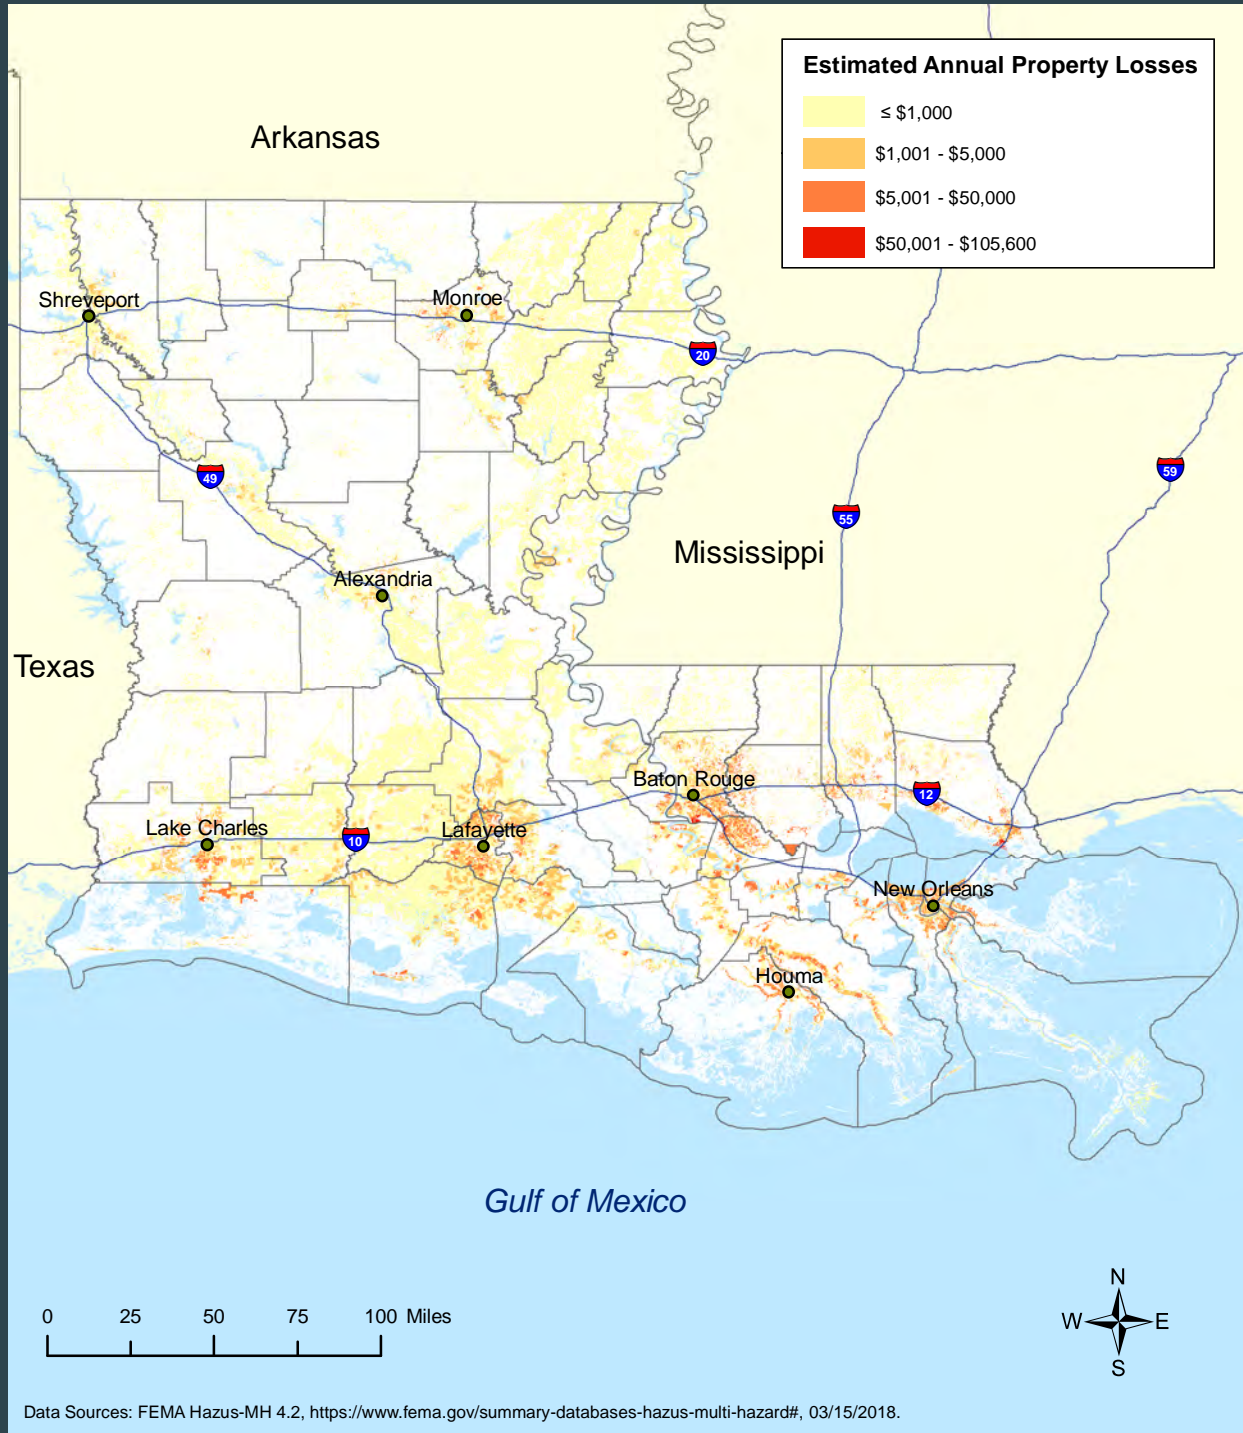 Estimated Annual Property Losses
≤ $1,000
$1,001 - $5,000
$5,001 - $50,000
$50,001 - $105,600
Arkansas
Shreveport
Monroe
20
49
59
55
Mississippi
Alexandria
Texas
Baton Rouge
12
Lake Charles
10
Lafayette
New Orleans
Houma
Gulf of Mexico
N
W E
S
0 25 50 75 100 Miles
Data Sources: FEMA Hazus-MH 4.2, https://www.fema.gov/summary-databases-hazus-multi-hazard#, 03/15/2018.